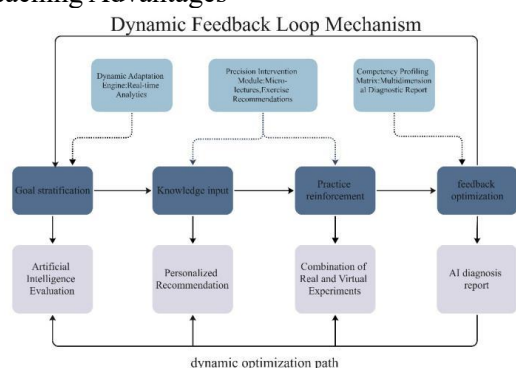 aching Advantages
Dynamic Feedback Loop Mechanism
Dynamic Adaptation
Engine:Real-time
Analytics
Precision Intervention
Module:Micro-
lectures,Exercise
Recommendations
Competency Profiling
Matrix:Multidimension
al Diagnostic Report
Goal stratification
Knowledge input
Practice
reinforcement
feedback
optimization
Artificial
Intelligence
Evaluation
Personalized
Recommendation
Combination of
Real and Virtual
Experiments
AI diagnosis
report
dynamic optimization path